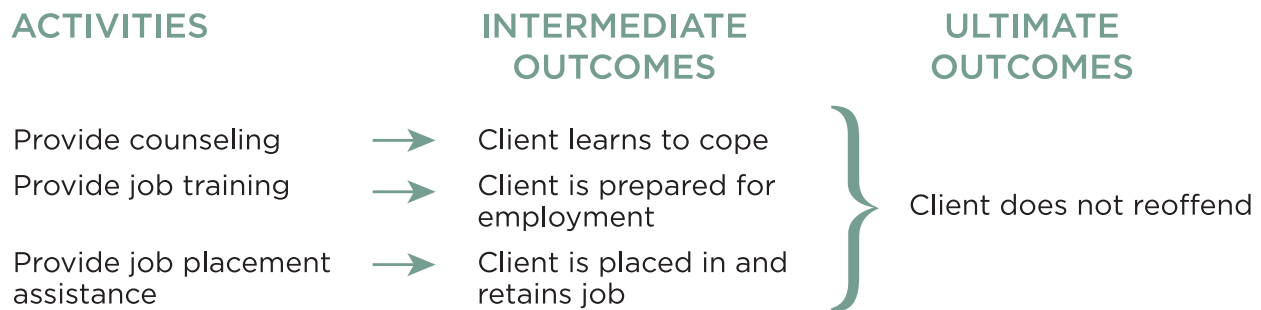 ACTIVITIES
INTERMEDIATE
OUTCOMES
ULTIMATE
OUTCOMES
Provide counseling
Client learns to cope
Provide job training
Client is prepared for
employment
Provide job placement
assistance
Client is placed in and
retains job
Client does not reoffend